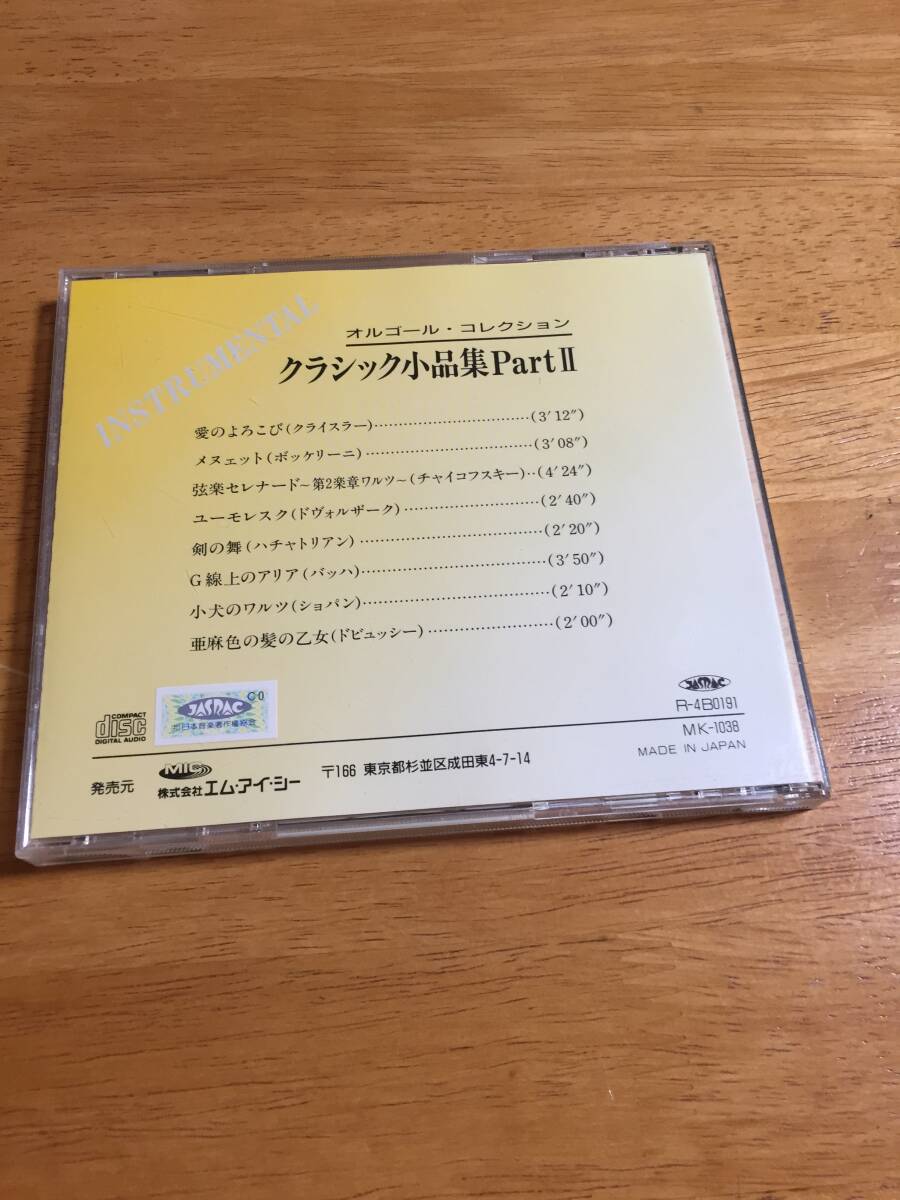 INSTRUMENTAL
オルゴール・コレクション
クラシック小品集PartⅡ
愛のよろこび(クライスラー)……………………………(3′12″)
メヌェット(ボッケリーニ)……………………………(3′08″)
弦楽セレナード~第2楽章ワルツ~(チャイコフスキー)‥(4′24″)
ユーモレスク(ドヴォルザーク)………………………(2′40″)
剣の舞(ハチャトリアン)………………………………(2′20″)
G線上のアリア(バッハ)………………………………(3′50″)
小犬のワルツ(ショパン)………………………………(2′10″)
亜麻色の髪の乙女(ドビュッシー)……………………(2′00″)
C0
JASRAC
JASRAC
R-4B0191
COMPACT
disc
DIGITAL AUDIO
MK-1038
MADE IN JAPAN
発売元 MIC 株式会社エム・アイ・シー 〒166 東京都杉並区成田東4-7-14